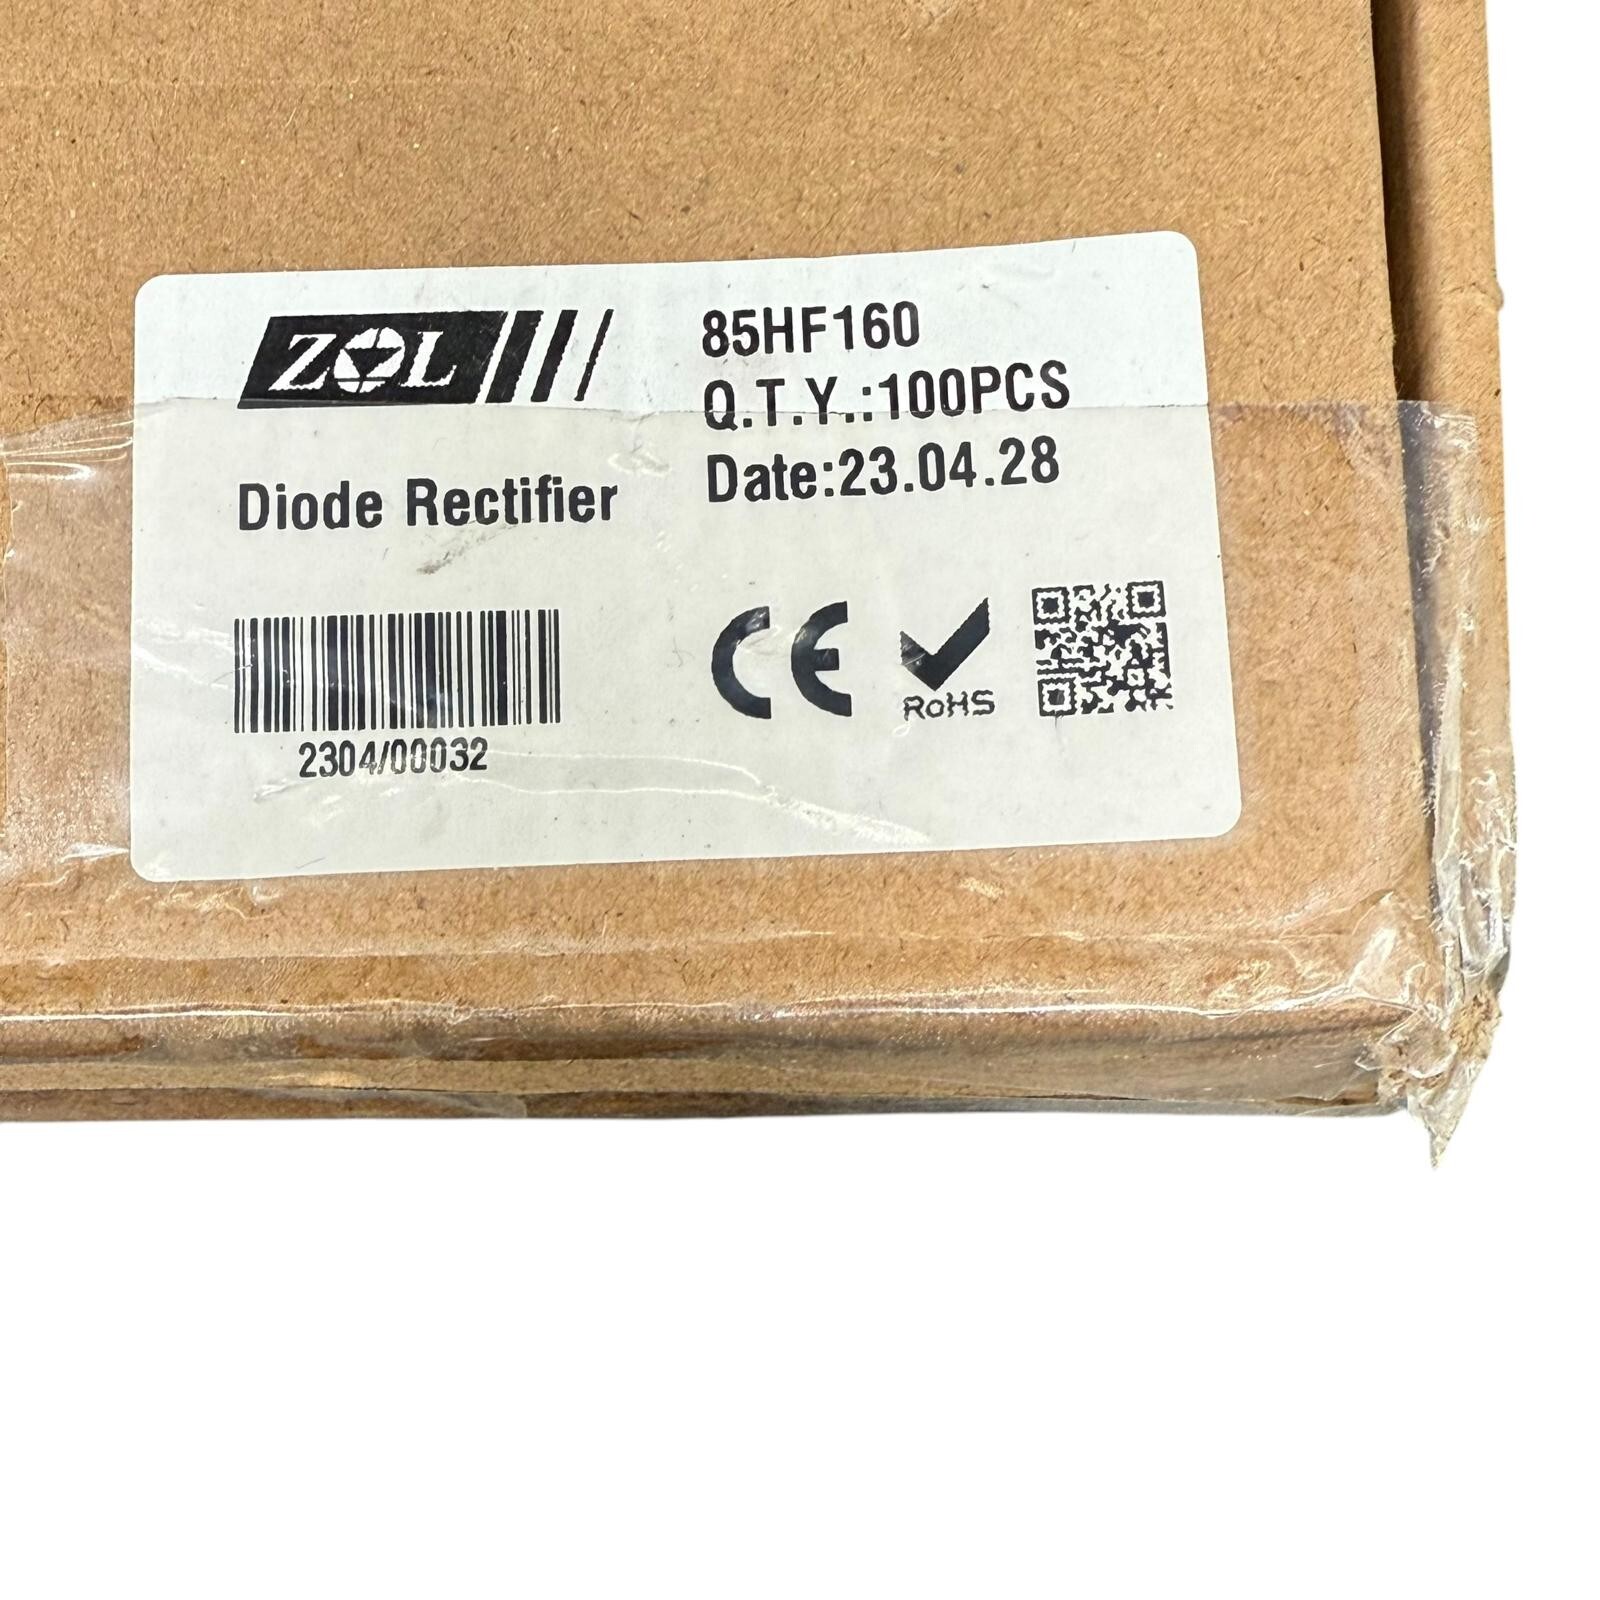 ZOL
85HF160
Q.T.Y.:100PCS
Date:23.04.28
Diode Rectifier
CE
RoHS
2304/00032